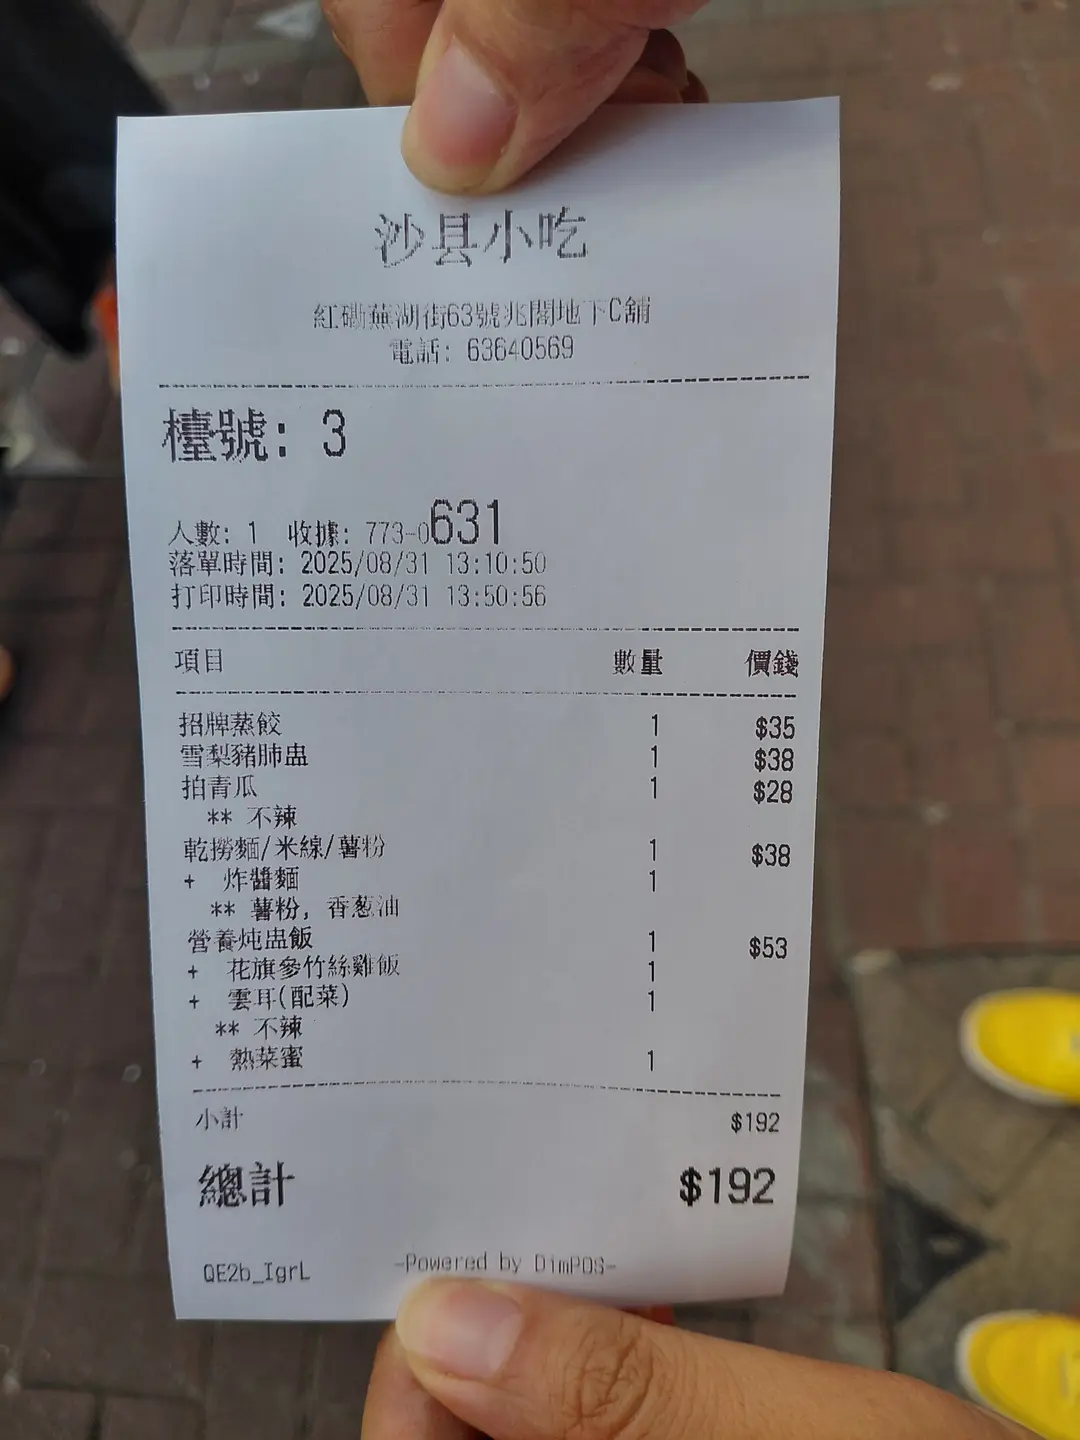 沙县小吃
紅磡蕪湖街63號兆閣地下C舖
電話: 63640569
檯號: 3
人數: 1 收據: 773-0631
落單時間: 2025/08/31 13:10:50
打印時間: 2025/08/31 13:50:56
項目 數量 價錢
招牌蒸餃 1 $35
雪梨豬肺盅 1 $38
拍青瓜 1 $28
** 不辣
乾撈麵/米線/薯粉 1 $38
+ 炸醬麵 1
** 薯粉, 香葱油
營養炖盅飯 1 $53
+ 花旗參竹絲雞飯 1
+ 雲耳(配菜) 1
** 不辣
+ 熱菜蜜 1
小計 $192
總計 $192
QE2b_IgrL -Powered by DimPOS-